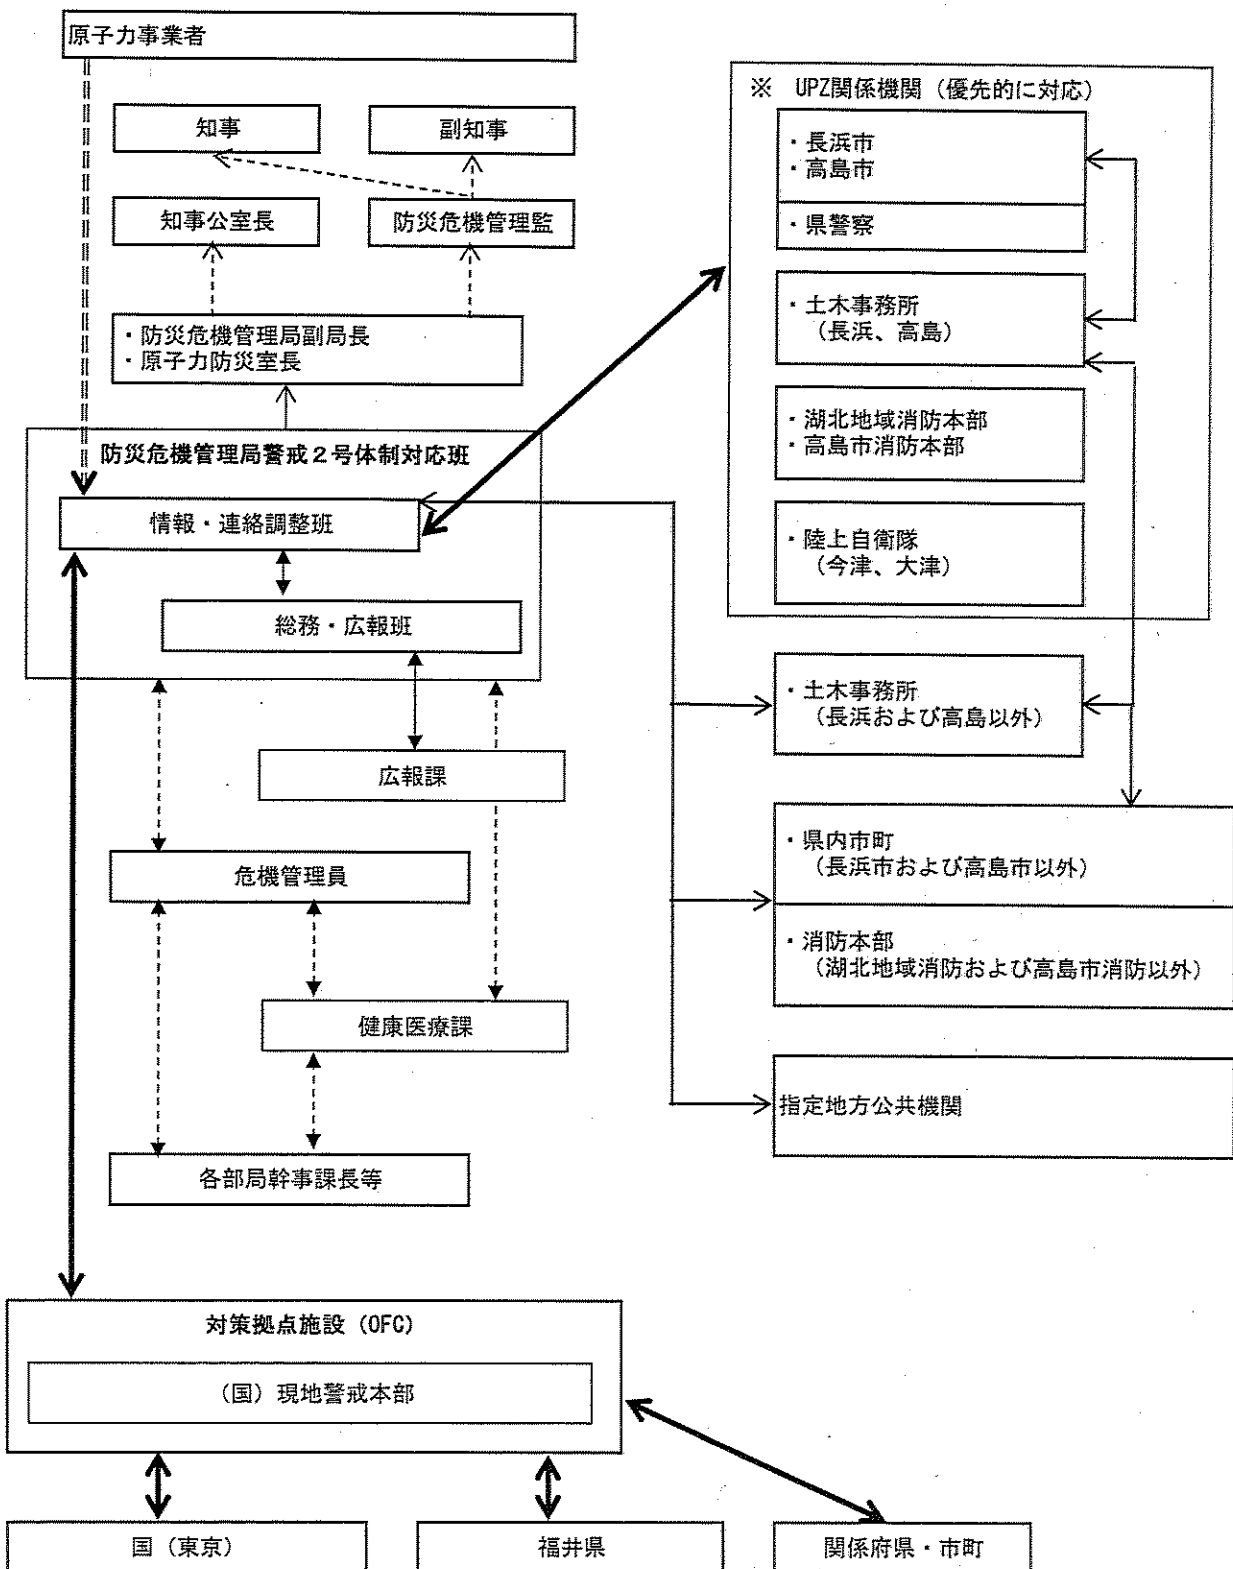 原子力事業者
知事
副知事
知事公室長
防災危機管理監
・防災危機管理局副局長
・原子力防災室長
防災危機管理局警戒２号体制対応班
情報・連絡調整班
総務・広報班
広報課
危機管理員
健康医療課
各部局幹事課長等
※　UPZ関係機関（優先的に対応）
・長浜市
・高島市
・県警察
・土木事務所
（長浜、高島）
・湖北地域消防本部
・高島市消防本部
・陸上自衛隊
（今津、大津）
・土木事務所
（長浜および高島以外）
・県内市町
（長浜市および高島市以外）
・消防本部
（湖北地域消防および高島市消防以外）
指定地方公共機関
対策拠点施設（OFC）
（国）現地警戒本部
国（東京）
福井県
関係府県・市町